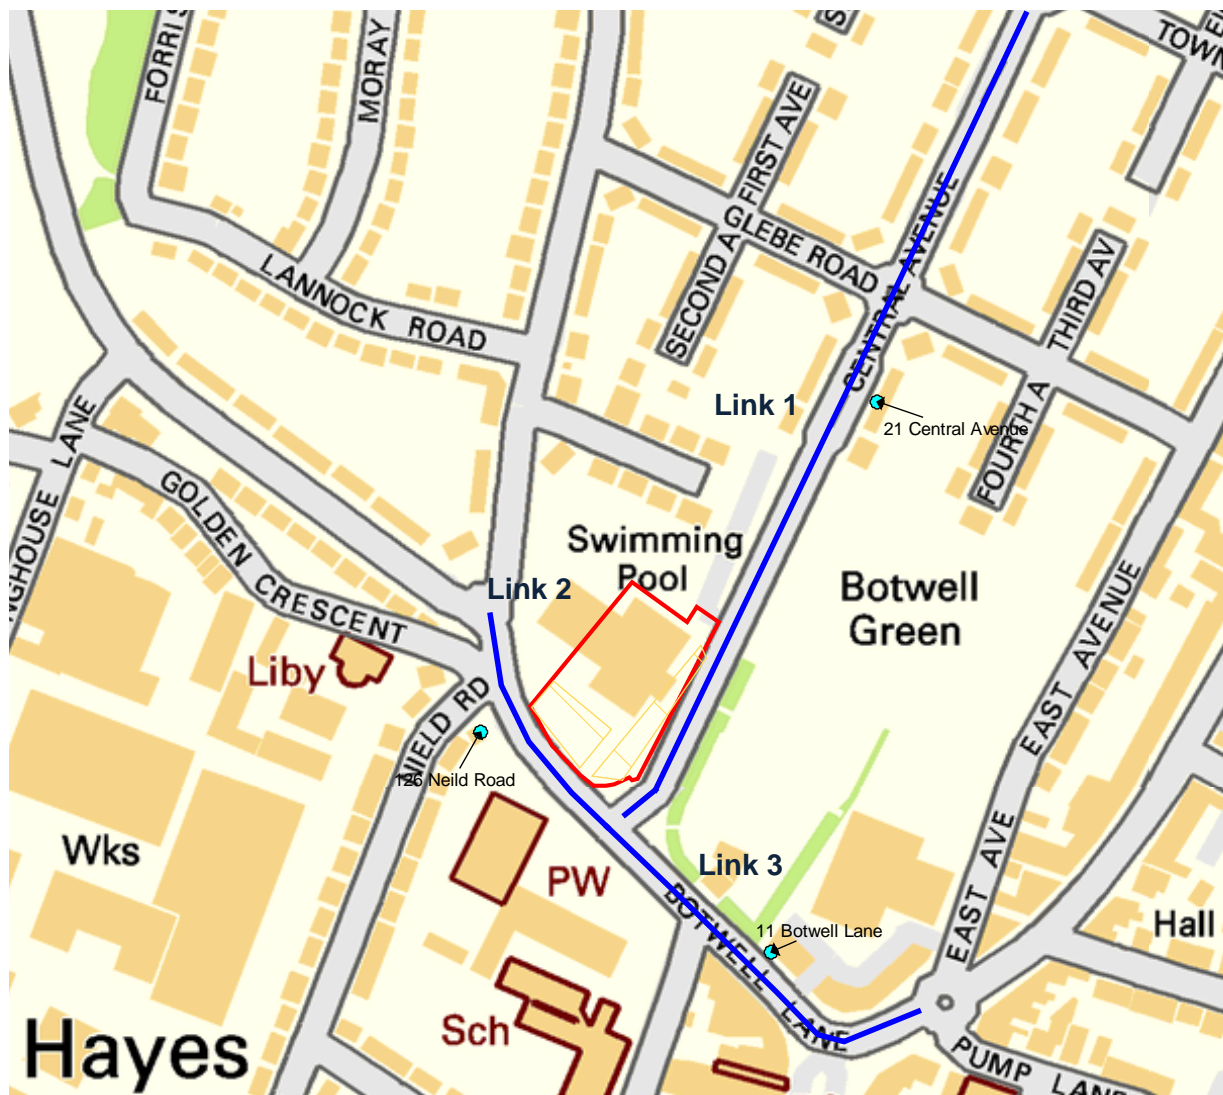 FORRIS
MORAY
S
TOWN
FIRST AVE
SECOND A
GLEBE ROAD
CENTRAL AVENUE
THIRD AV
FOURTH A
LANNOCK ROAD
Link 1
21 Central Avenue
NGHOUSE LANE
GOLDEN CRESCENT
Swimming
Pool
Link 2
Botwell
Green
EAST AVENUE
Liby
NIELD RD
126 Neild Road
Wks
PW
Link 3
BOTWELL LANE
11 Botwell Lane
EAST AVE
Hall
Sch
Hayes
PUMP LANE